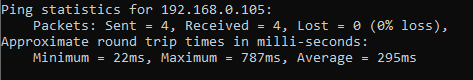 Ping statistics for 192.168.0.105:
    Packets: Sent = 4, Received = 4, Lost = 0 (0% loss),
Approximate round trip times in milli-seconds:
    Minimum = 22ms, Maximum = 787ms, Average = 295ms